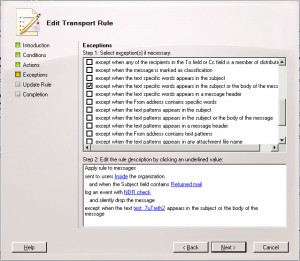 Edit Transport Rule
Introduction
Conditions
Actions
Exceptions
Update Rule
Completion
Exceptions
Step 1: Select exception(s) if necessary:
except when any of the recipients in the To field or Cc field is a member of distribut
except when the message is marked as classification
except when the text specific words appears in the subject
except when the text specific words appears in the subject or the body of the mess
except when the text specific words appears in a message header
except when the From address contains specific words
except when the text patterns appears in the subject
except when the text patterns appears in the subject or the body of the message
except when the text patterns appears in a message header
except when the From address contains text patterns
except when the text patterns appears in any attachment file name
Step 2: Edit the rule description by clicking an underlined value:
Apply rule to messages
sent to users Inside the organization
and when the Subject field contains Returned mail
log an event with NDR check
and silently drop the message
except when the text test: 7uTreth2 appears in the subject or the body of the
message
Help
< Back
Next >
Cancel